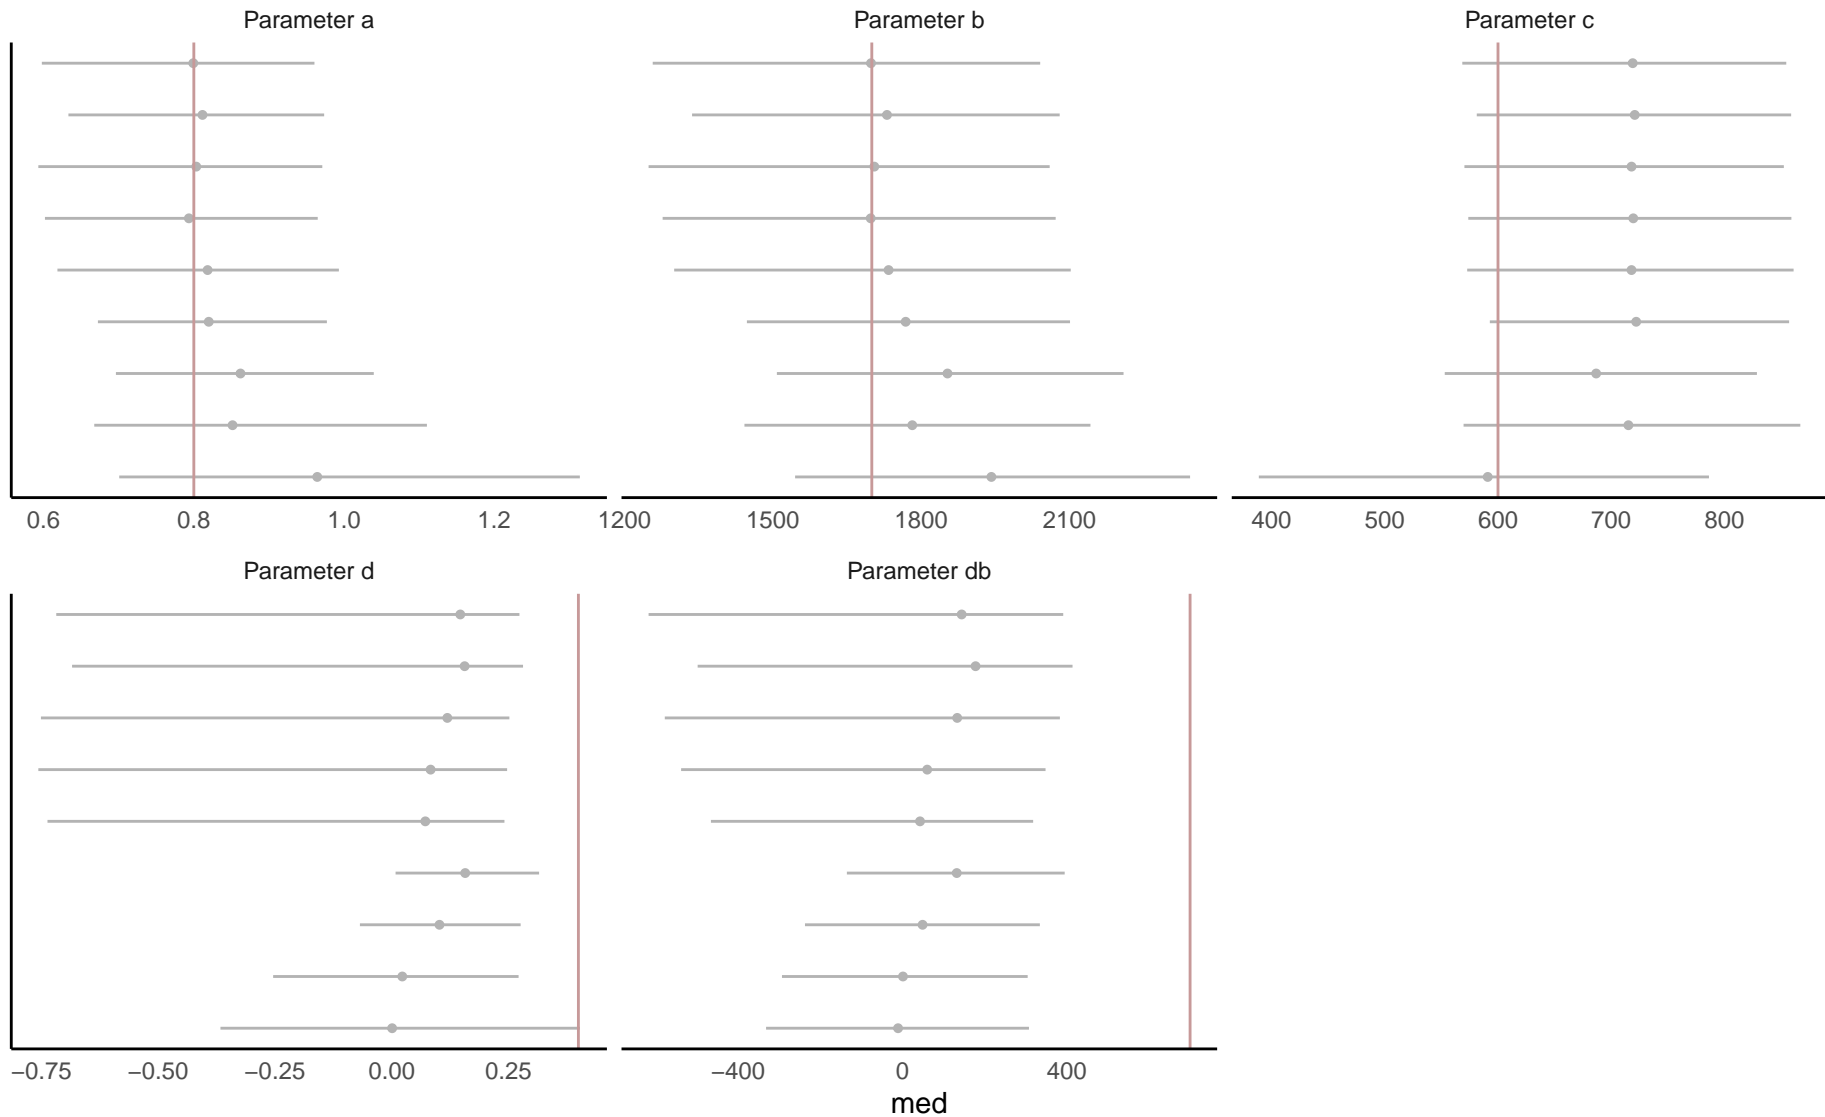 Parameter a
Parameter b
Parameter c
0.6 0.8 1.0 1.2
1200 1500 1800 2100
400 500 600 700 800
Parameter d
Parameter db
−0.75 −0.50 −0.25 0.00 0.25
−400 0 400
med